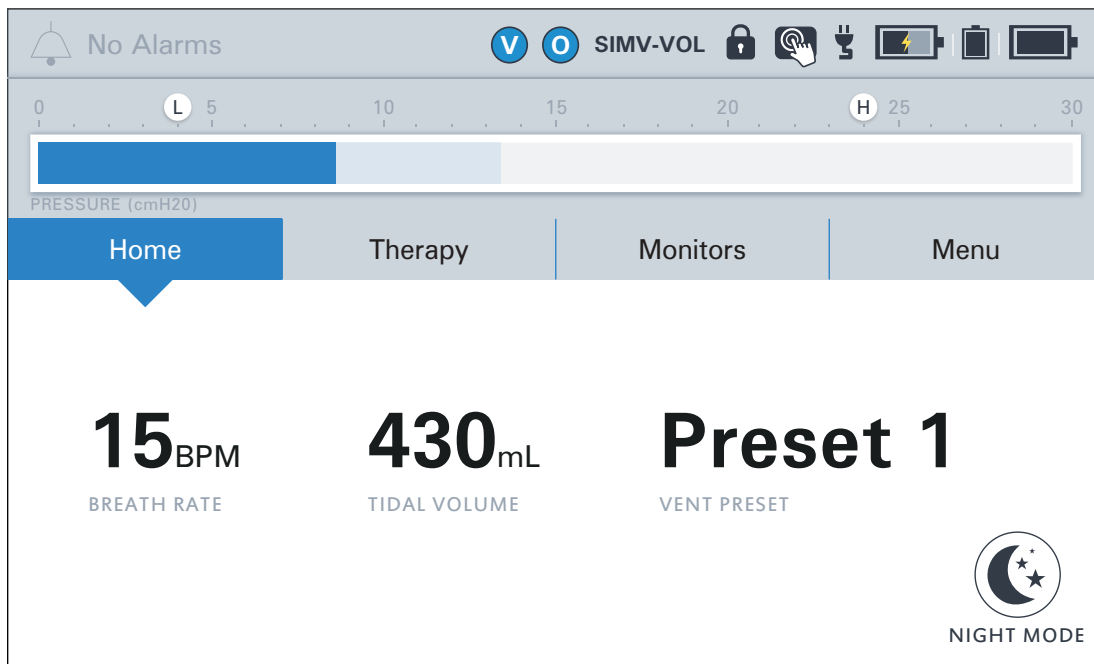 No Alarms V O SIMV-VOL
0 L 5 10 15 20 H 25 30
PRESSURE (cmH20)
Home Therapy Monitors Menu
15BPM 430mL Preset 1
BREATH RATE TIDAL VOLUME VENT PRESET
NIGHT MODE